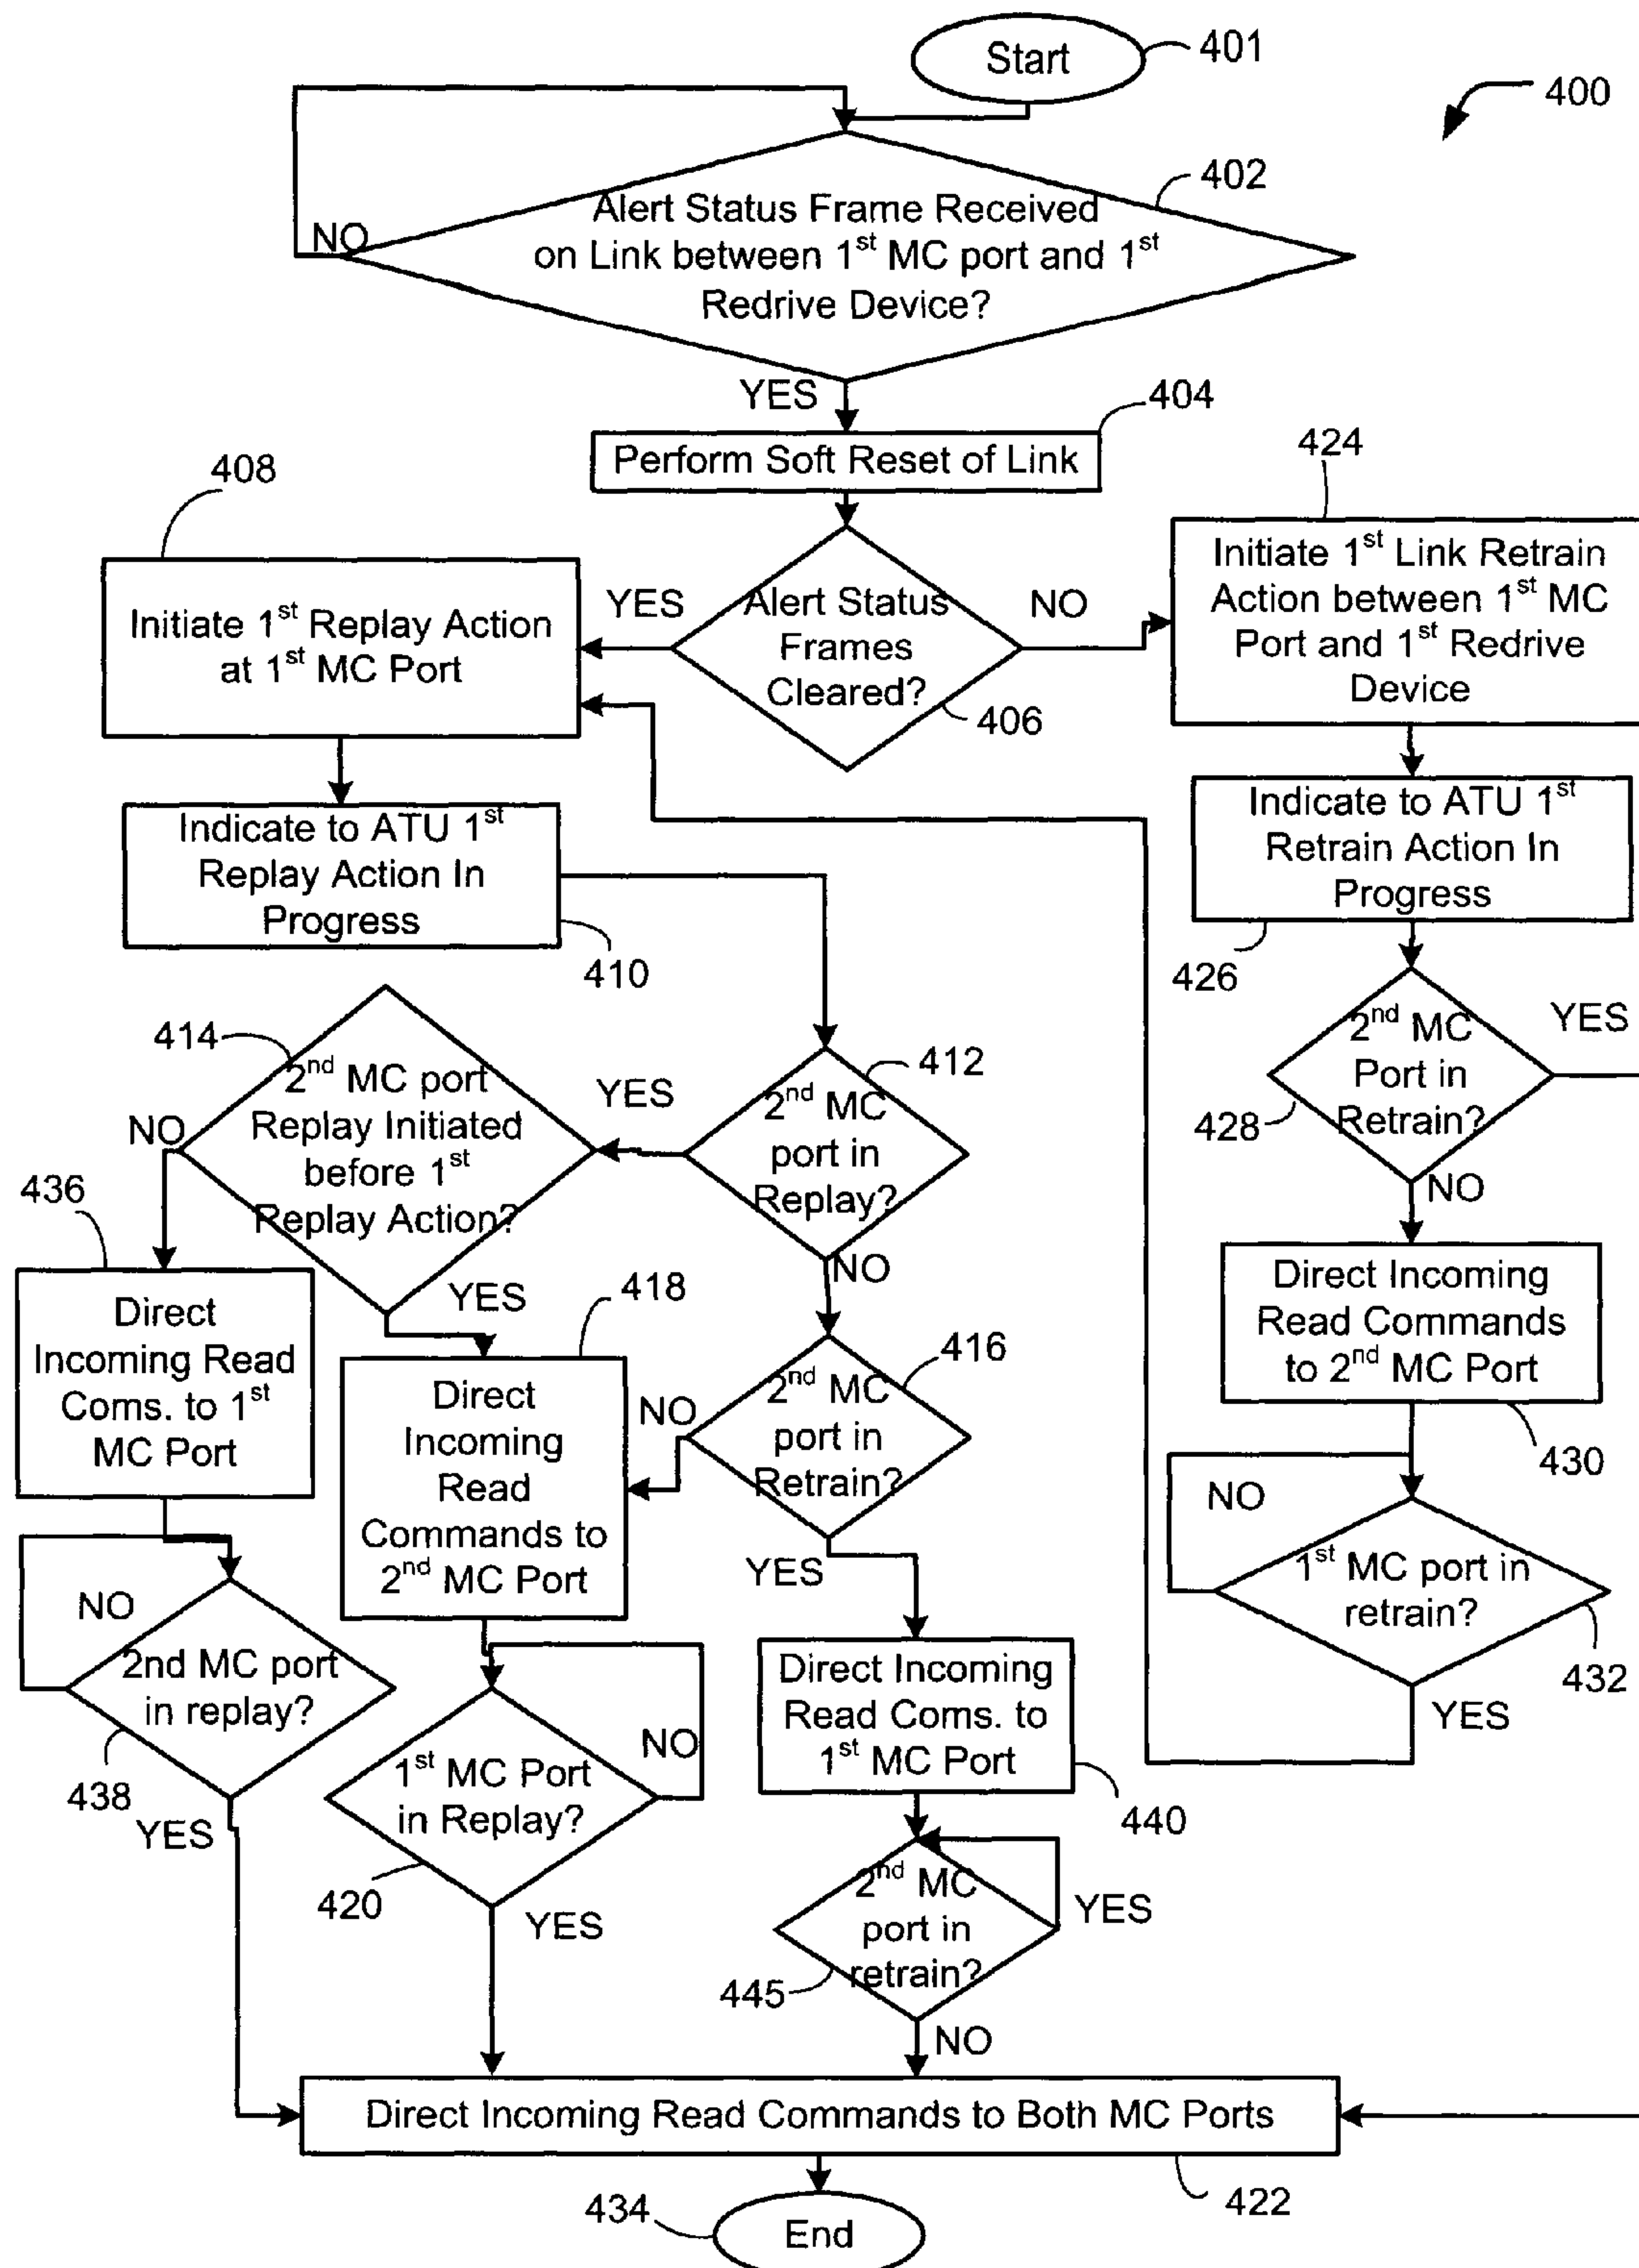 Start
401
400
402
Alert Status Frame Received
on Link between 1st MC port and 1st
Redrive Device?
NO
YES
404
Perform Soft Reset of Link
408
424
Initiate 1st Replay Action
at 1st MC Port
YES
Alert Status
Frames
Cleared?
NO
406
Initiate 1st Link Retrain
Action between 1st MC
Port and 1st Redrive
Device
Indicate to ATU 1st
Replay Action In
Progress
410
Indicate to ATU 1st
Retrain Action In
Progress
426
414
2nd MC port
Replay Initiated
before 1st
Replay Action?
NO
YES
YES
412
2nd MC
port in
Replay?
NO
2nd MC
Port in
Retrain?
YES
428
NO
436
Direct
Incoming Read
Coms. to 1st
MC Port
418
Direct
Incoming
Read
Commands to
2nd MC Port
416
2nd MC
port in
Retrain?
NO
YES
Direct Incoming
Read Commands
to 2nd MC Port
430
NO
1st MC port in
retrain?
432
YES
NO
2nd MC port
in replay?
438
YES
1st MC Port
in Replay?
NO
420
YES
Direct Incoming
Read Coms. to
1st MC Port
440
2nd MC
port in
retrain?
YES
445
NO
Direct Incoming Read Commands to Both MC Ports
422
434
End